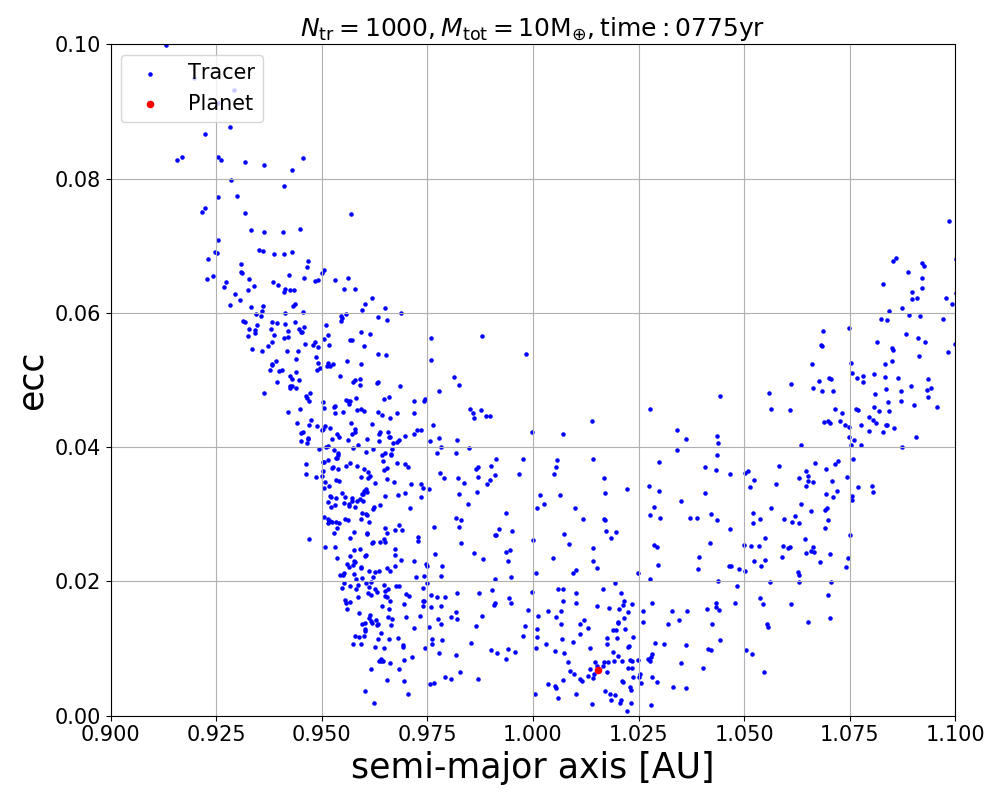 N_tr = 1000, M_tot = 10M_⊕, time : 0775yr
Tracer
Planet
ecc
0.10
0.08
0.06
0.04
0.02
0.00
0.900 0.925 0.950 0.975 1.000 1.025 1.050 1.075 1.100
semi-major axis [AU]